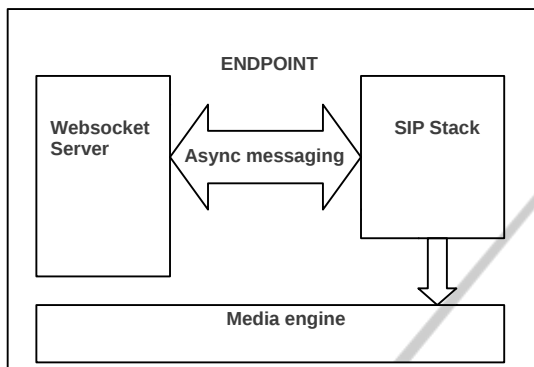 ENDPOINT
Websocket
Server
Async messaging
SIP Stack
Media engine